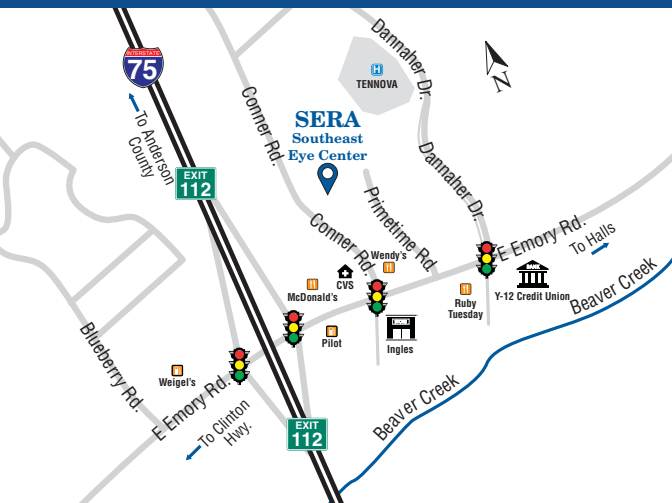 INTERSTATE
75
To Anderson
County
EXIT
112
Conner Rd.
Dannaher Dr.
H
TENNOVA
N
SERA
Southeast
Eye Center
Dannaher Dr.
Primetime Rd.
Conner Rd.
Wendy's
CVS
McDonald's
Pilot
Ingles
E Emory Rd.
To Halls
BANK
Y-12 Credit Union
Ruby
Tuesday
Beaver Creek
Beaver Creek
Blueberry Rd.
Weigel's
E Emory Rd.
To Clinton
Hwy.
EXIT
112